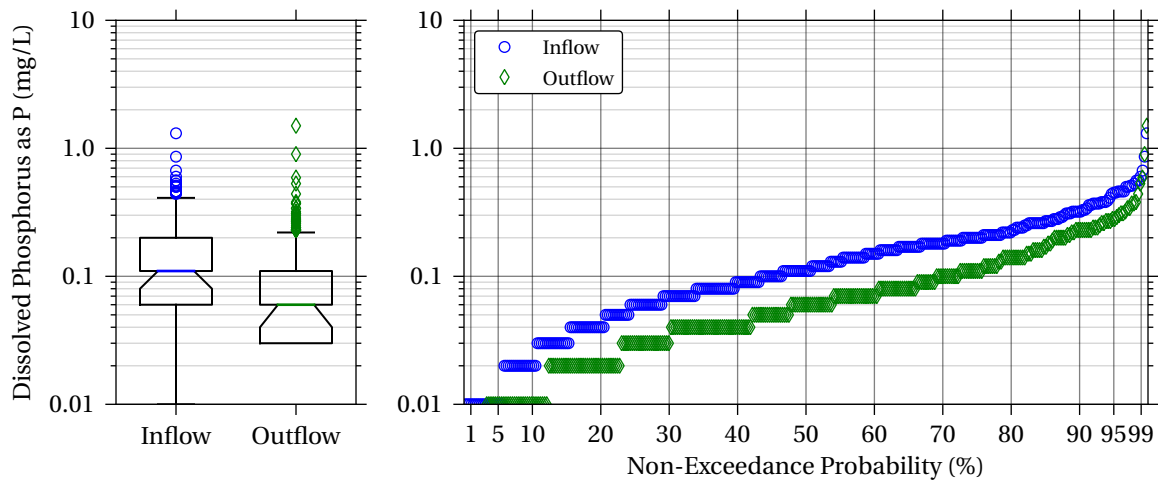 Dissolved Phosphorus as P (mg/L)
10
1.0
0.1
0.01
Inflow Outflow
10
1.0
0.1
0.01
Inflow
Outflow
1 5 10 20 30 40 50 60 70 80 90 95 99
Non-Exceedance Probability (%)